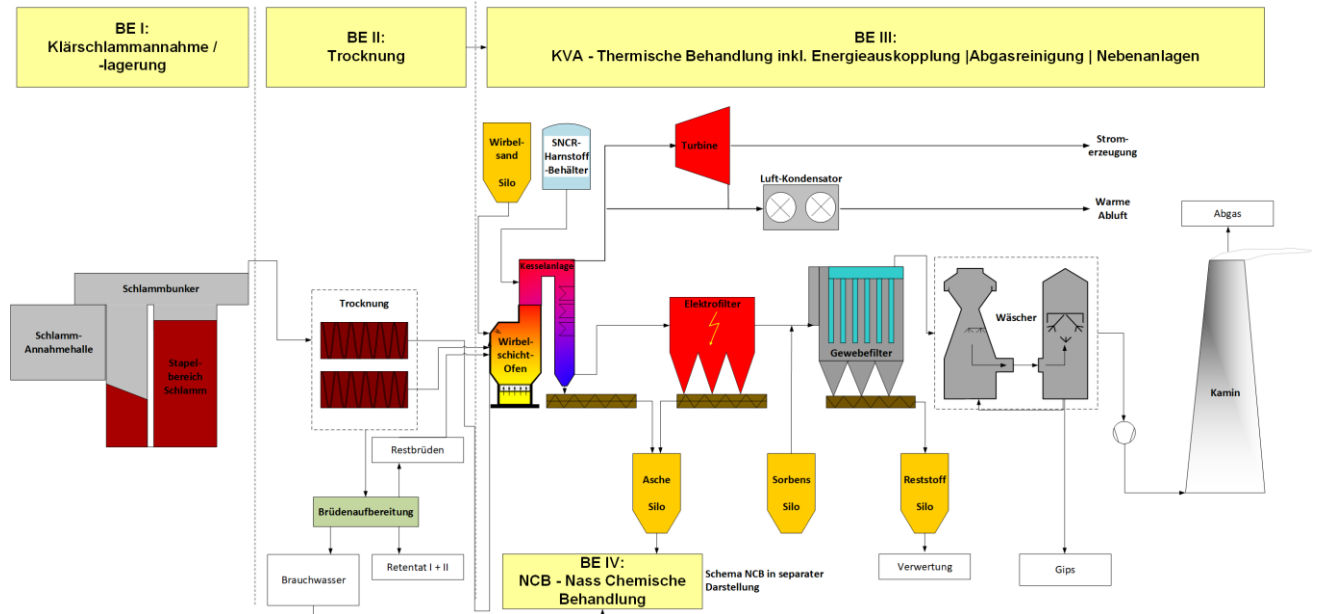 BE I:
Klärschlammannahme /
-lagerung
BE II:
Trocknung
BE III:
KVA - Thermische Behandlung inkl. Energieauskopplung |Abgasreinigung | Nebenanlagen
Wirbel-
sand
Silo
SNCR-
Harnstoff
-Behälter
Turbine
Strom-
erzeugung
Luft-Kondensator
Warme
Abluft
Abgas
Schlammbunker
Schlamm-
Annahmehalle
Stapel-
bereich
Schlamm
Trocknung
Kesselanlage
Wirbel-
schicht-
Ofen
Elektrofilter
Gewebefilter
Wäscher
Kamin
Restbrüden
Brüdenaufbereitung
Brauchwasser
Retentat I + II
Asche
Silo
Sorbens
Silo
Reststoff
Silo
BE IV:
NCB - Nass Chemische
Behandlung
Schema NCB in separater
Darstellung
Verwertung
Gips